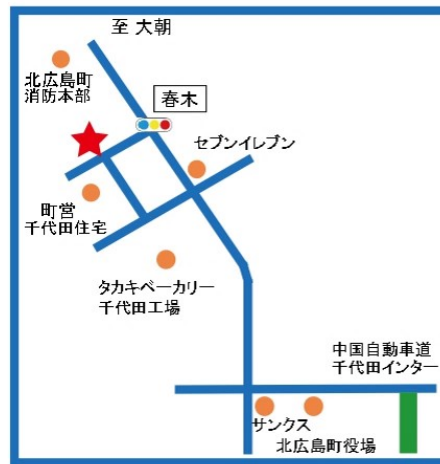 至 大朝
北広島町
消防本部
春木
セブンイレブン
町営
千代田住宅
タカキベーカリー
千代田工場
中国自動車道
千代田インター
サンクス
北広島町役場